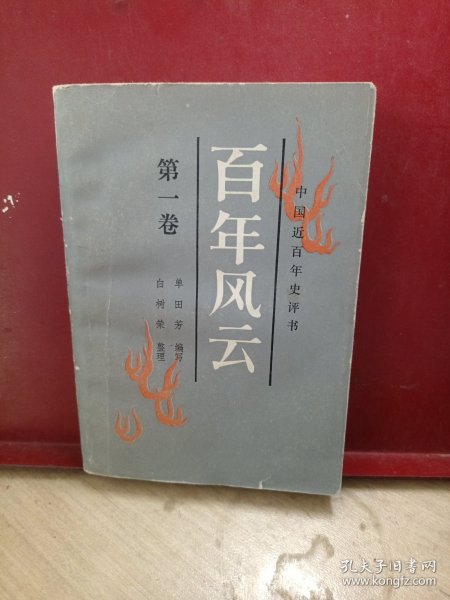 中国近百年史评书
百年风云
第一卷
单田芳 编写
白树荣 整理
孔夫子旧书网
www.kongfz.com